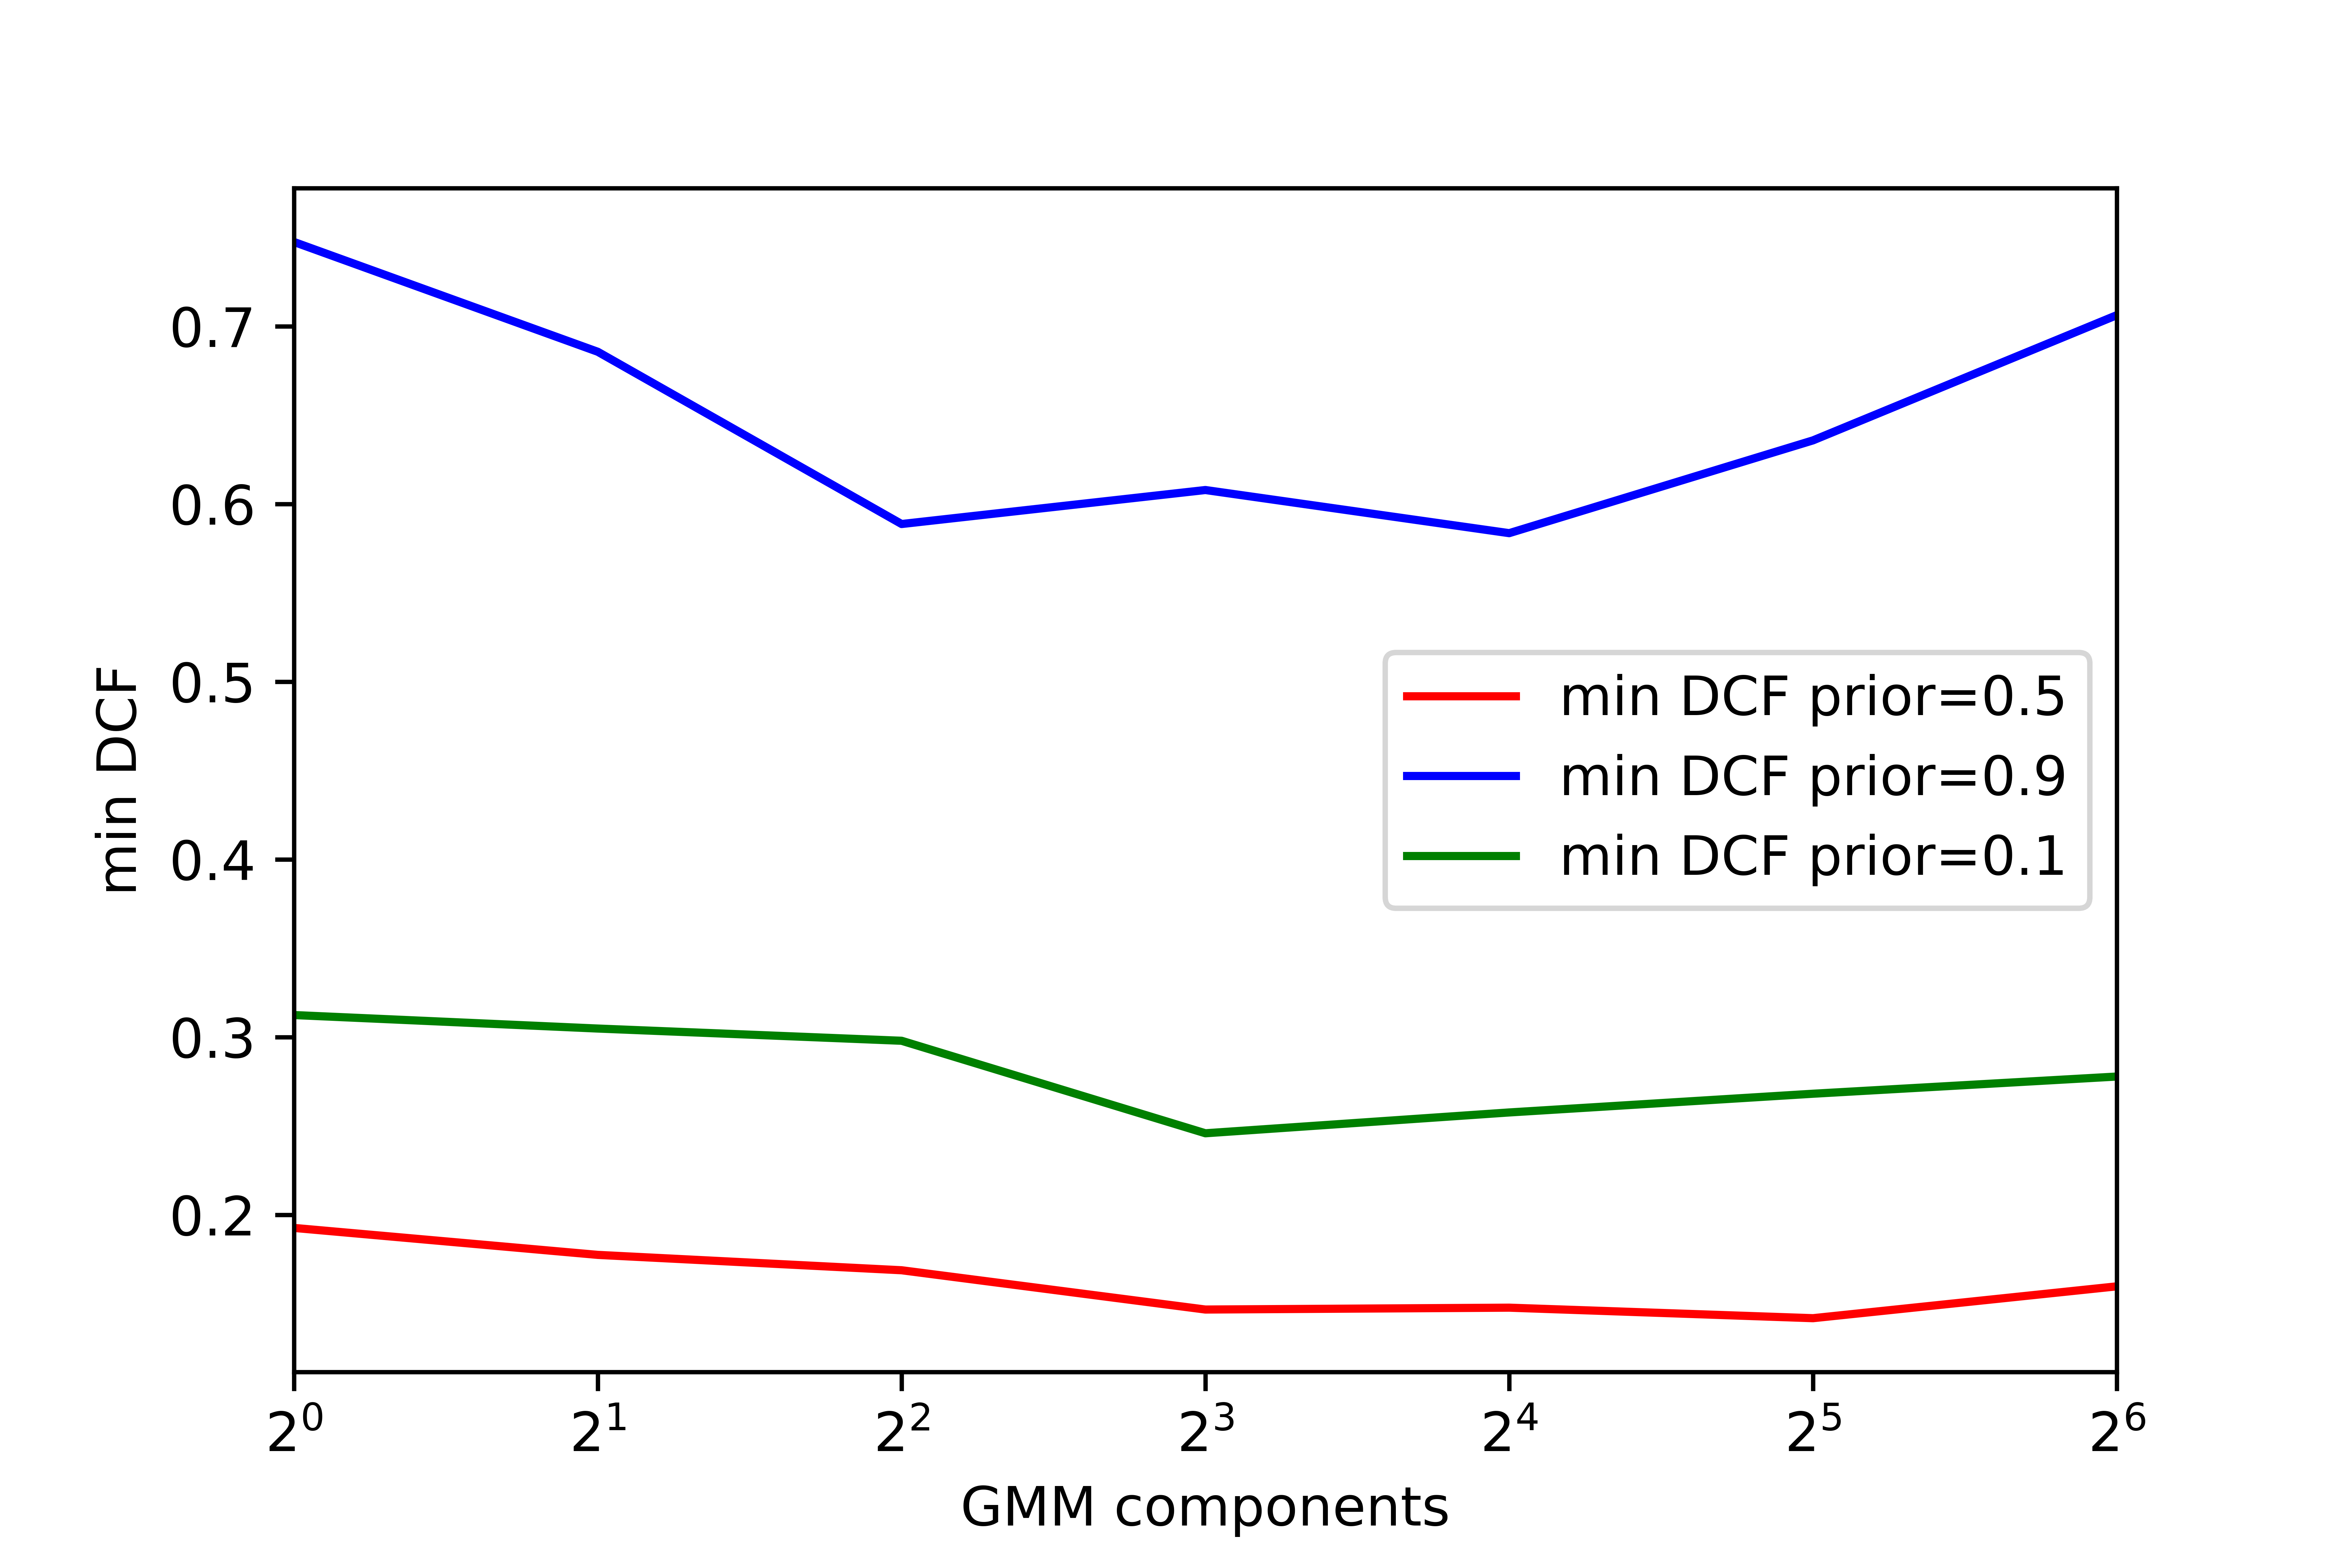 0.7
0.6
0.5
0.4
0.3
0.2
min DCF
min DCF prior=0.5
min DCF prior=0.9
min DCF prior=0.1
2⁰ 2¹ 2² 2³ 2⁴ 2⁵ 2⁶
GMM components